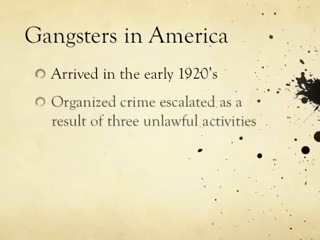 Gangsters in America
Arrived in the early 1920's
Organized crime escalated as a
result of three unlawful activities